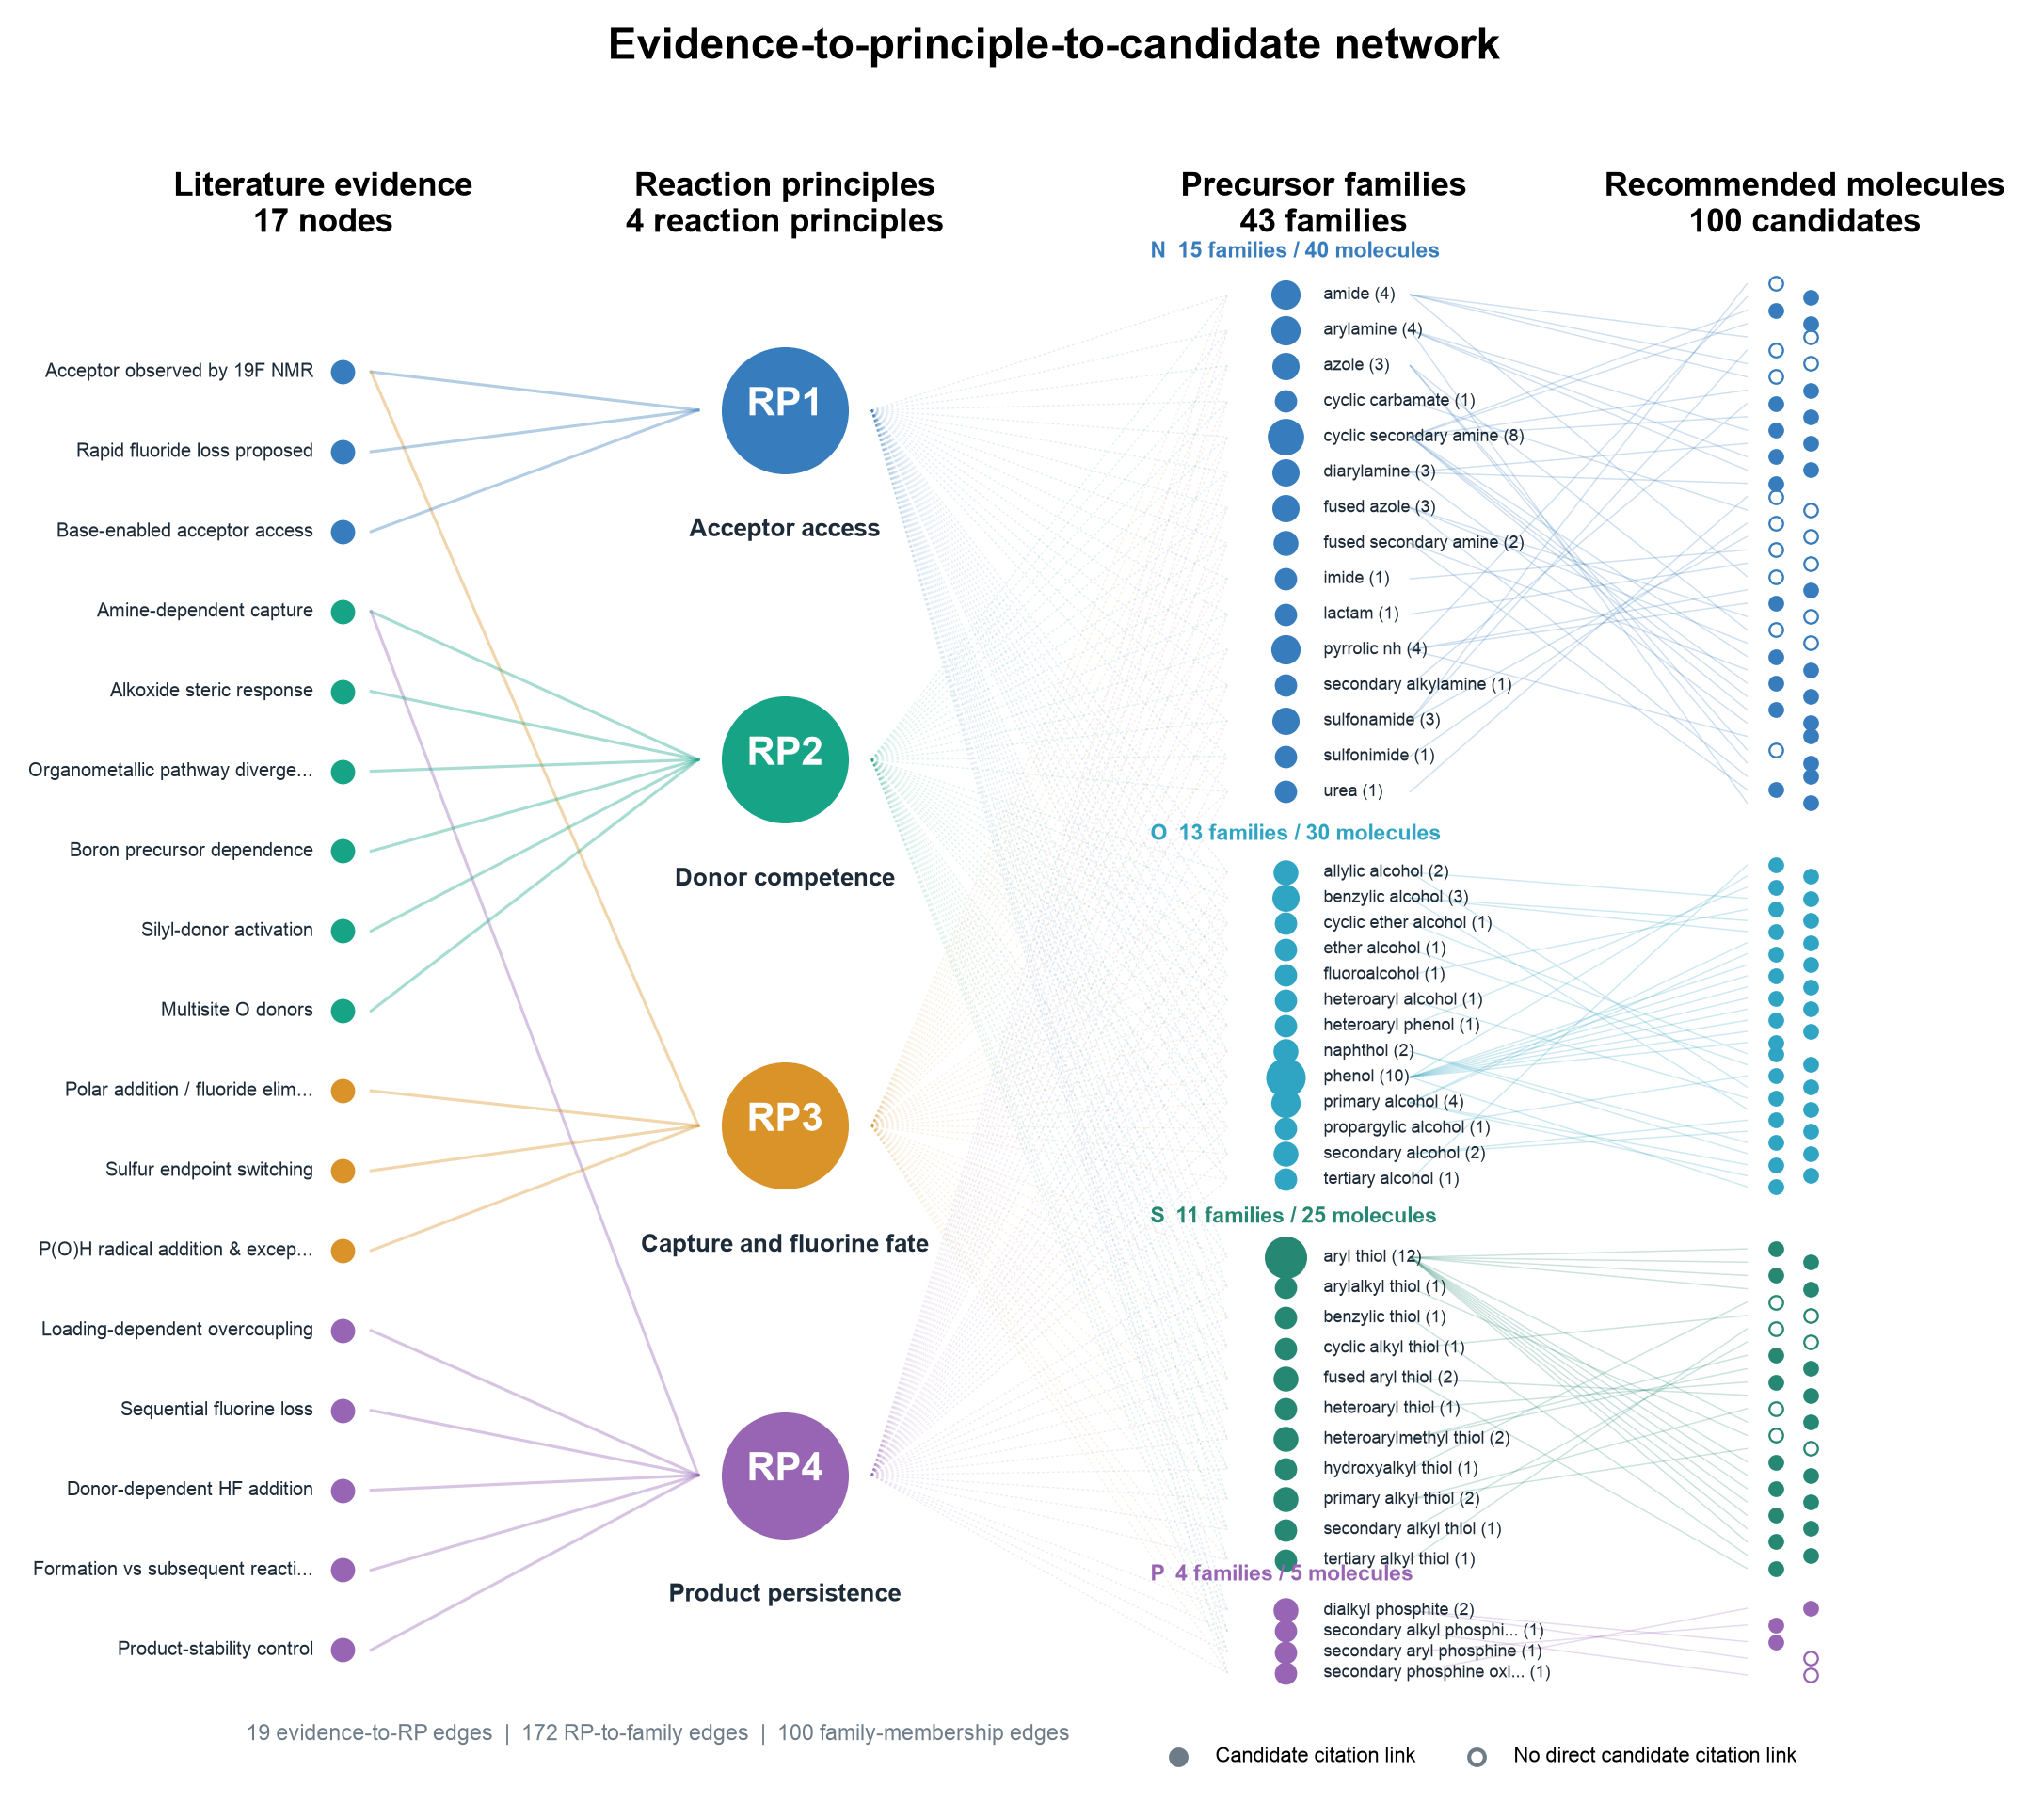 Evidence-to-principle-to-candidate network
Literature evidence
17 nodes
Reaction principles
4 reaction principles
Precursor families
43 families
Recommended molecules
100 candidates
Acceptor observed by 19F NMR
Rapid fluoride loss proposed
Base-enabled acceptor access
Amine-dependent capture
Alkoxide steric response
Organometallic pathway diverge...
Boron precursor dependence
Silyl-donor activation
Multisite O donors
Polar addition / fluoride elim...
Sulfur endpoint switching
P(O)H radical addition & excep...
Loading-dependent overcoupling
Sequential fluorine loss
Donor-dependent HF addition
Formation vs subsequent reacti...
Product-stability control
RP1
Acceptor access
RP2
Donor competence
RP3
Capture and fluorine fate
RP4
Product persistence
N 15 families / 40 molecules
amide (4)
arylamine (4)
azole (3)
cyclic carbamate (1)
cyclic secondary amine (8)
diarylamine (3)
fused azole (3)
fused secondary amine (2)
imide (1)
lactam (1)
pyrrolic nh (4)
secondary alkylamine (1)
sulfonamide (3)
sulfonimide (1)
urea (1)
O 13 families / 30 molecules
allylic alcohol (2)
benzylic alcohol (3)
cyclic ether alcohol (1)
ether alcohol (1)
fluoroalcohol (1)
heteroaryl alcohol (1)
heteroaryl phenol (1)
naphthol (2)
phenol (10)
primary alcohol (4)
propargylic alcohol (1)
secondary alcohol (2)
tertiary alcohol (1)
S 11 families / 25 molecules
aryl thiol (12)
arylalkyl thiol (1)
benzylic thiol (1)
cyclic alkyl thiol (1)
fused aryl thiol (2)
heteroaryl thiol (1)
heteroarylmethyl thiol (2)
hydroxyalkyl thiol (1)
primary alkyl thiol (2)
secondary alkyl thiol (1)
tertiary alkyl thiol (1)
P 4 families / 5 molecules
dialkyl phosphite (2)
secondary alkyl phosphi... (1)
secondary aryl phosphine (1)
secondary phosphine oxi... (1)
19 evidence-to-RP edges | 172 RP-to-family edges | 100 family-membership edges
Candidate citation link
No direct candidate citation link